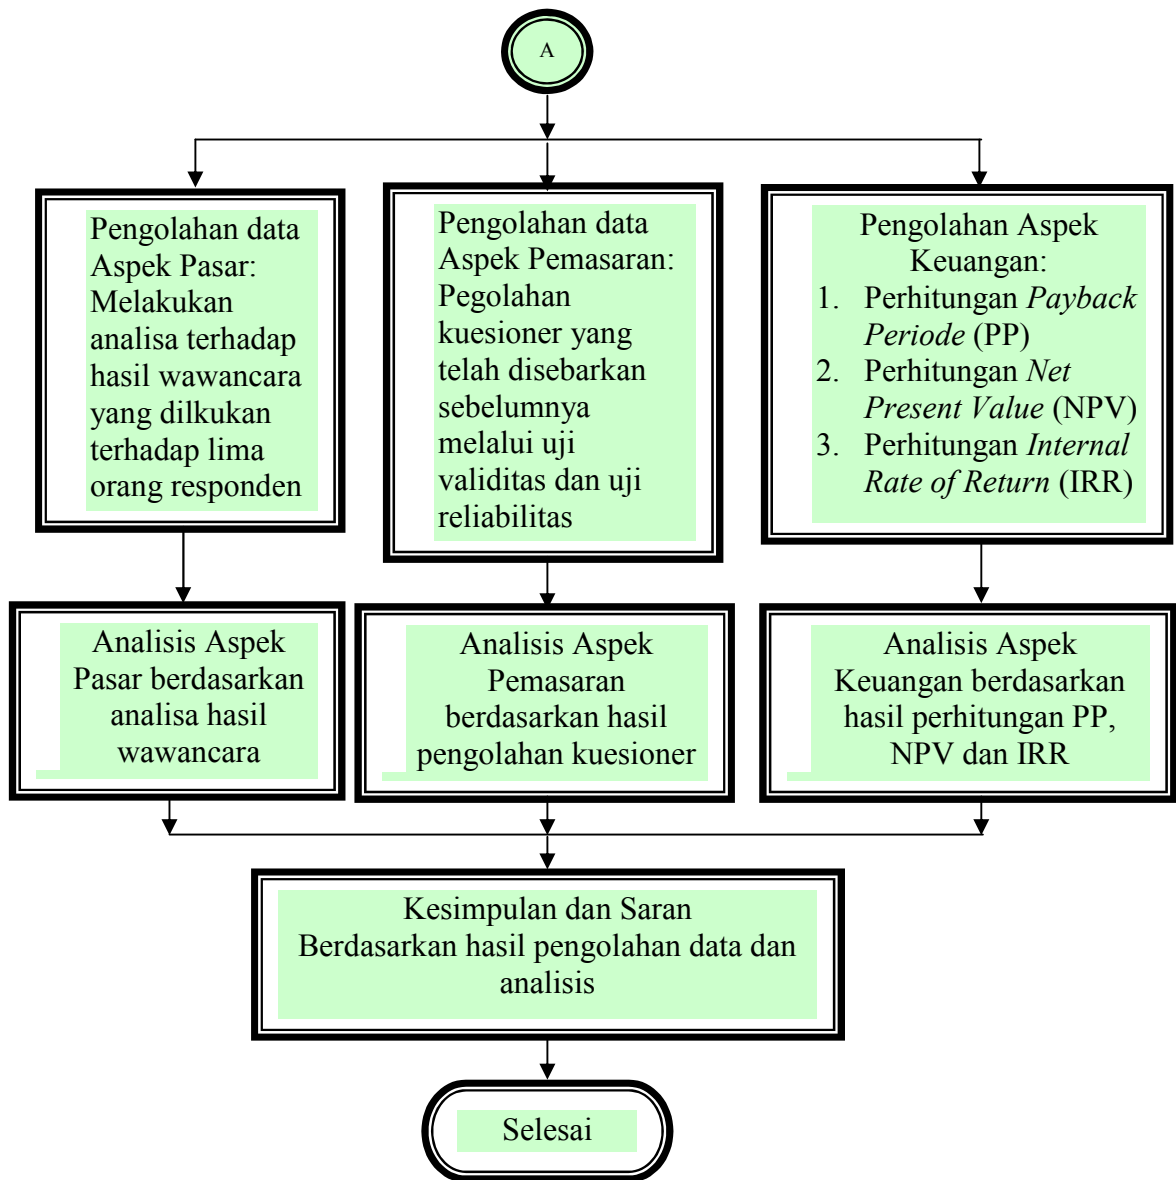 A
Pengolahan data
Aspek Pasar:
Melakukan
analisa terhadap
hasil wawancara
yang dilkukan
terhadap lima
orang responden
Pengolahan data
Aspek Pemasaran:
Pegolahan
kuesioner yang
telah disebarkan
sebelumnya
melalui uji
validitas dan uji
reliabilitas
Pengolahan Aspek
Keuangan:
1. Perhitungan Payback
Periode (PP)
2. Perhitungan Net
Present Value (NPV)
3. Perhitungan Internal
Rate of Return (IRR)
Analisis Aspek
Pasar berdasarkan
analisa hasil
wawancara
Analisis Aspek
Pemasaran
berdasarkan hasil
pengolahan kuesioner
Analisis Aspek
Keuangan berdasarkan
hasil perhitungan PP,
NPV dan IRR
Kesimpulan dan Saran
Berdasarkan hasil pengolahan data dan
analisis
Selesai